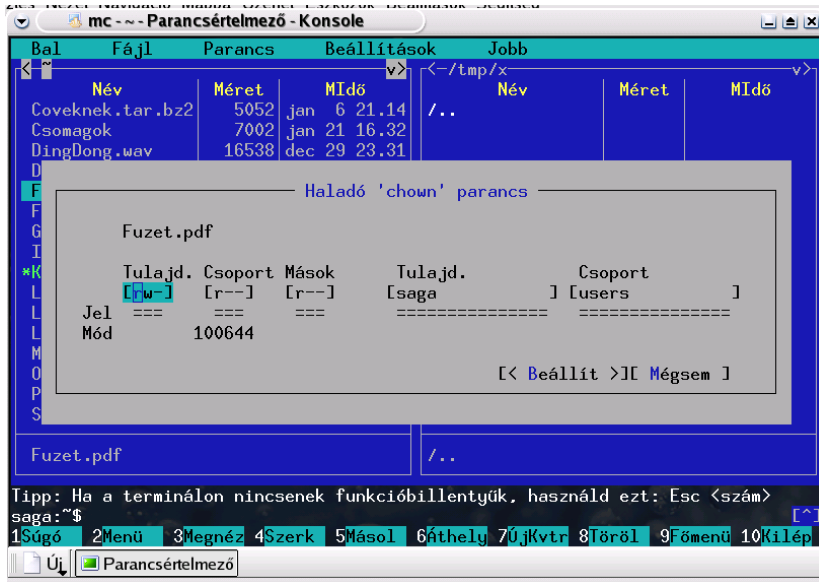 mc - ~ - Parancsértelmező - Konsole
Bal Fájl Parancs Beállítások Jobb
<-~ v> <-/tmp/x v>
Név Méret MIdő Név Méret MIdő
Coveknek.tar.bz2 5052 jan 6 21.14 /..
Csomagok 7002 jan 21 16.32
DingDong.wav 16538 dec 29 23.31
D
F Haladó 'chown' parancs
F
G Fuzet.pdf
I
*K Tulajd. Csoport Mások Tulajd. Csoport
L [rw-] [r--] [r--] [saga ] [users ]
L Jel === === === =============== ===============
L Mód 100644
M
O [< Beállít >][ Mégsem ]
P
S
Fuzet.pdf /..
Tipp: Ha a terminálon nincsenek funkcióbillentyűk, használd ezt: Esc <szám>
saga:~$ [^]
1Súgó 2Menü 3Megnéz 4Szerk 5Másol 6Áthely 7ÚjKvtr 8Töröl 9Főmenü 10Kilép
Új Parancsértelmező